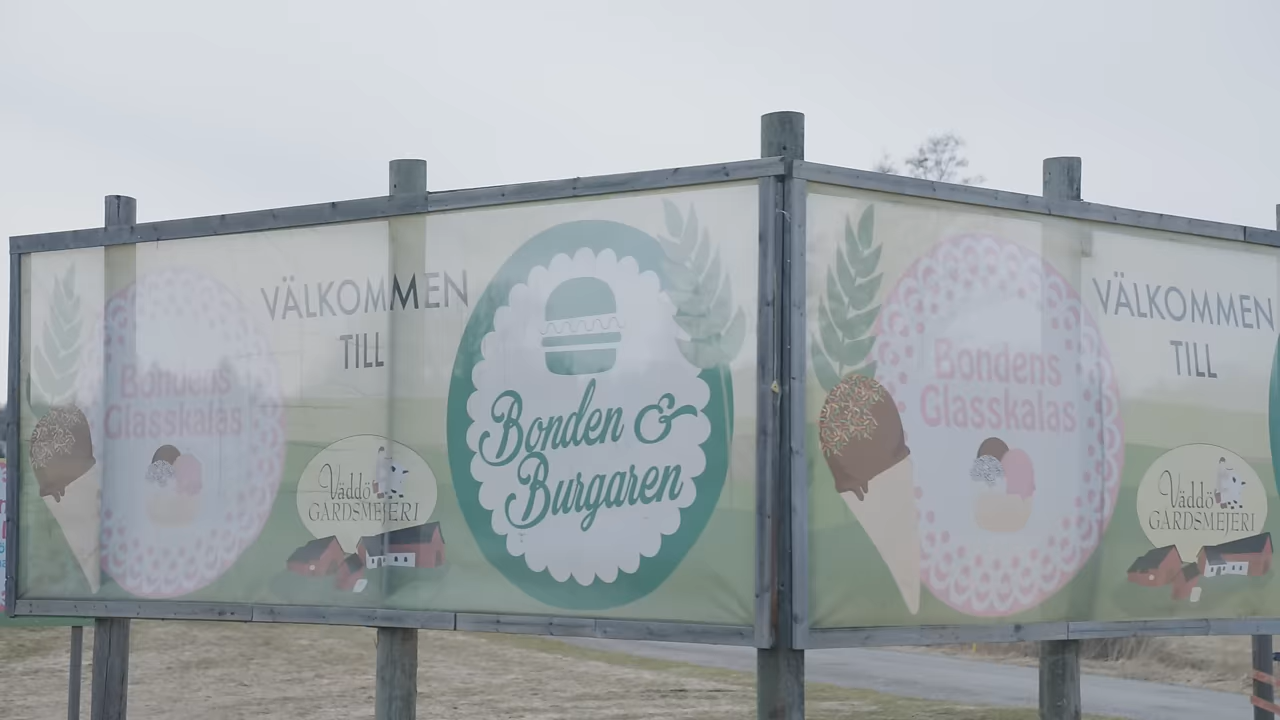 VÄLKOMMEN
TILL
Bondens
Glasskalas
Väddö
GÅRDSMEJERI
Bonden &
Burgaren
Bondens
Glasskalas
VÄLKOMMEN
TILL
Väddö
GÅRDSMEJERI